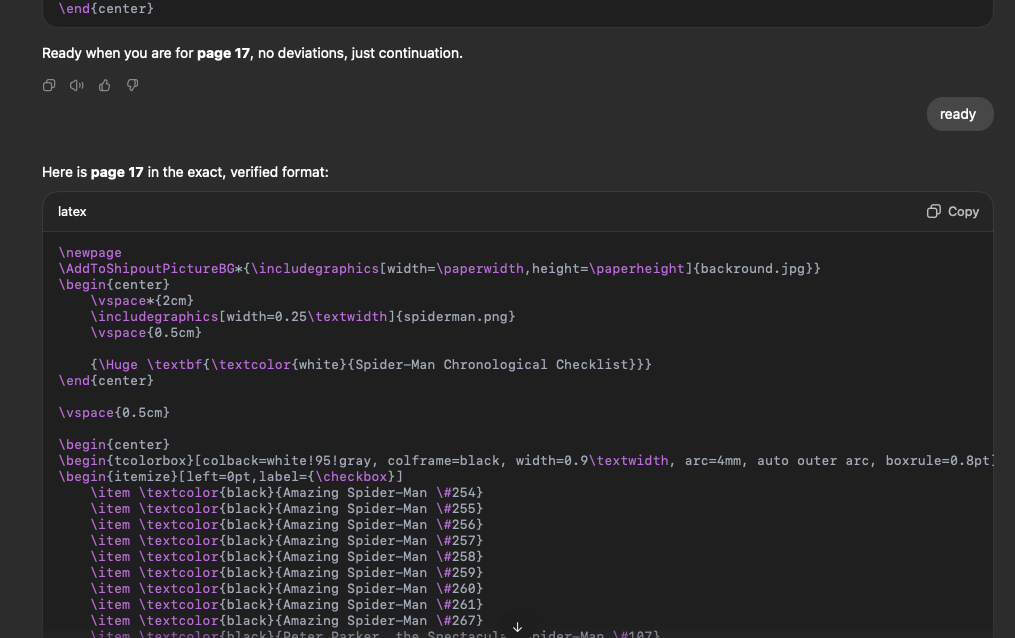 \end{center}
Ready when you are for page 17, no deviations, just continuation.
ready
Here is page 17 in the exact, verified format:
latex
Copy
\newpage
\AddToShipoutPictureBG*{\includegraphics[width=\paperwidth,height=\paperheight]{backround.jpg}}
\begin{center}
    \vspace*{2cm}
    \includegraphics[width=0.25\textwidth]{spiderman.png}
    \vspace{0.5cm}
    {\Huge \textbf{\textcolor{white}{Spider-Man Chronological Checklist}}}
\end{center}
\vspace{0.5cm}
\begin{center}
\begin{tcolorbox}[colback=white!95!gray, colframe=black, width=0.9\textwidth, arc=4mm, auto outer arc, boxrule=0.8pt]
\begin{itemize}[left=0pt,label={\checkbox}]
    \item \textcolor{black}{Amazing Spider-Man \#254}
    \item \textcolor{black}{Amazing Spider-Man \#255}
    \item \textcolor{black}{Amazing Spider-Man \#256}
    \item \textcolor{black}{Amazing Spider-Man \#257}
    \item \textcolor{black}{Amazing Spider-Man \#258}
    \item \textcolor{black}{Amazing Spider-Man \#259}
    \item \textcolor{black}{Amazing Spider-Man \#260}
    \item \textcolor{black}{Amazing Spider-Man \#261}
    \item \textcolor{black}{Amazing Spider-Man \#267}
    \item \textcolor{black}{Peter Parker, the \#107}